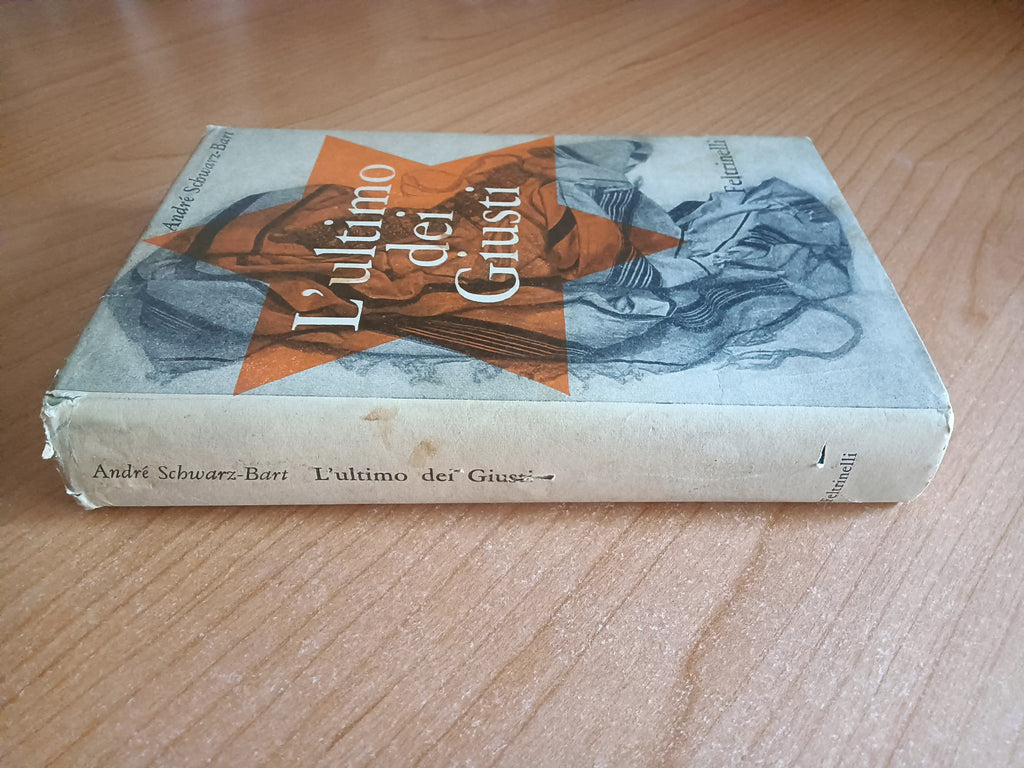 André Schwarz-Bart
L'ultimo
dei
Giusti
Feltrinelli
André Schwarz-Bart L'ultimo dei Giusti
Feltrinelli